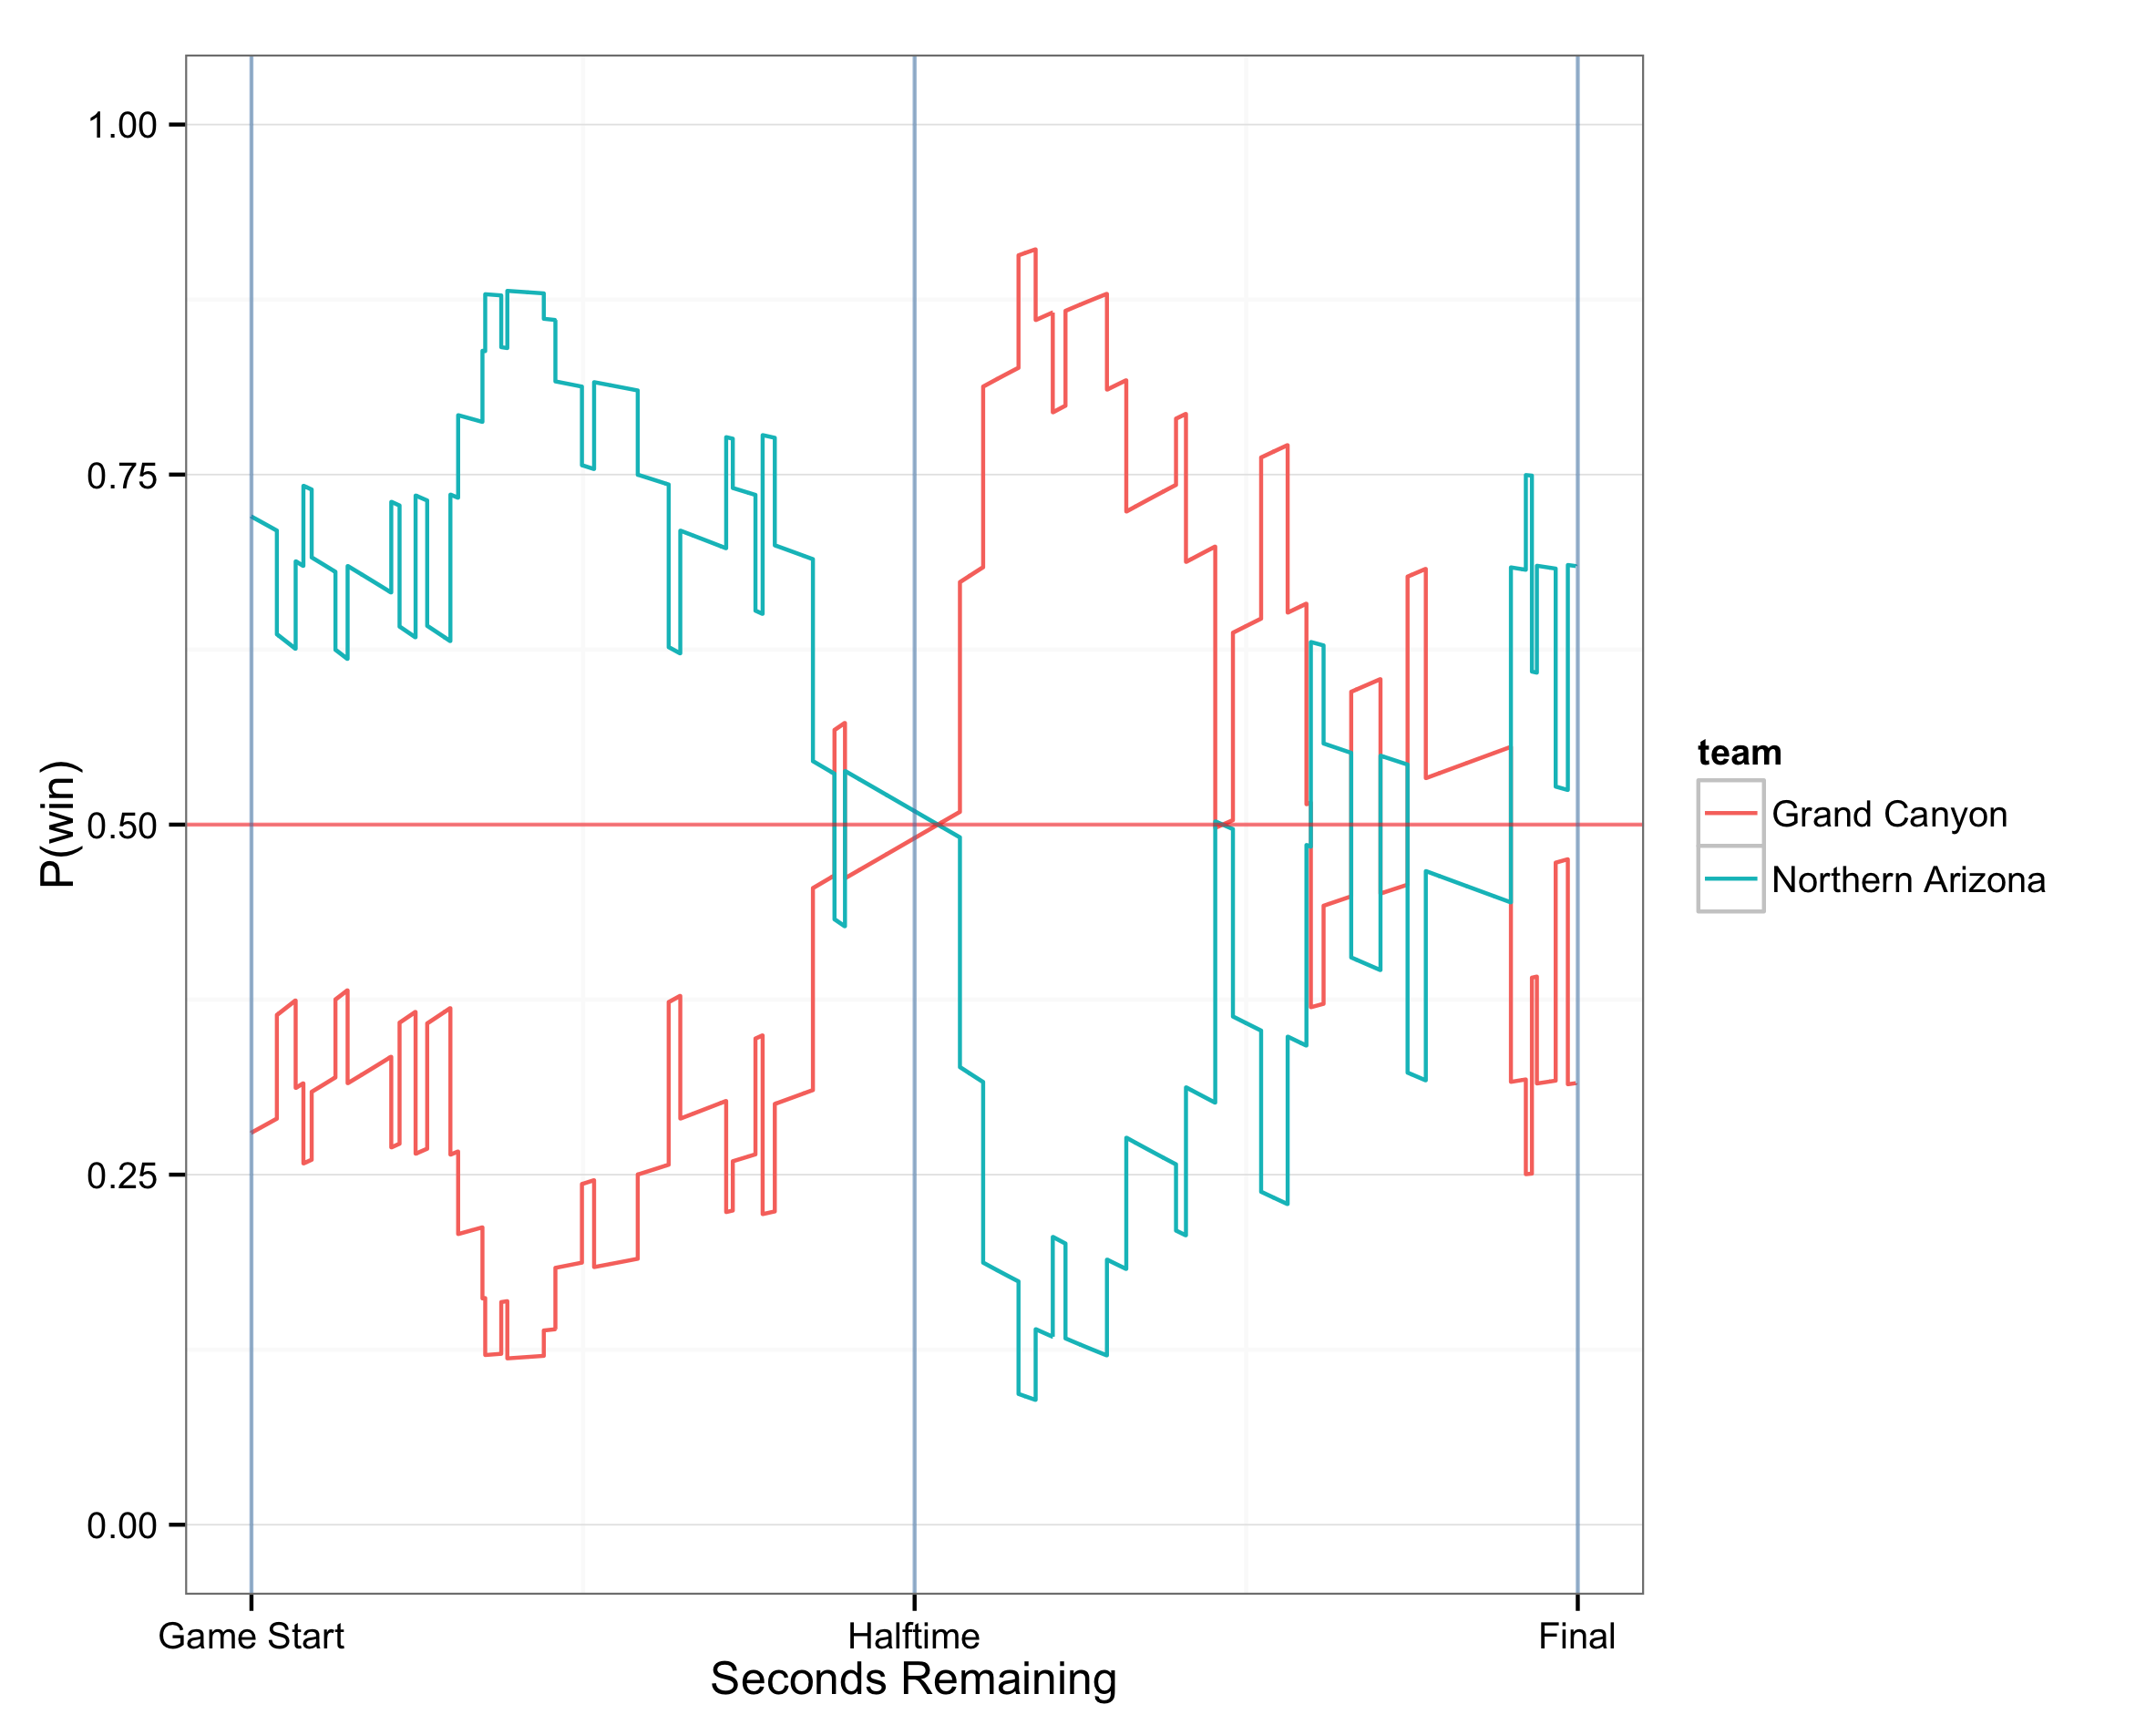 1.00
0.75
0.50
0.25
0.00
P(win)
Game Start
Halftime
Final
Seconds Remaining
team
Grand Canyon
Northern Arizona